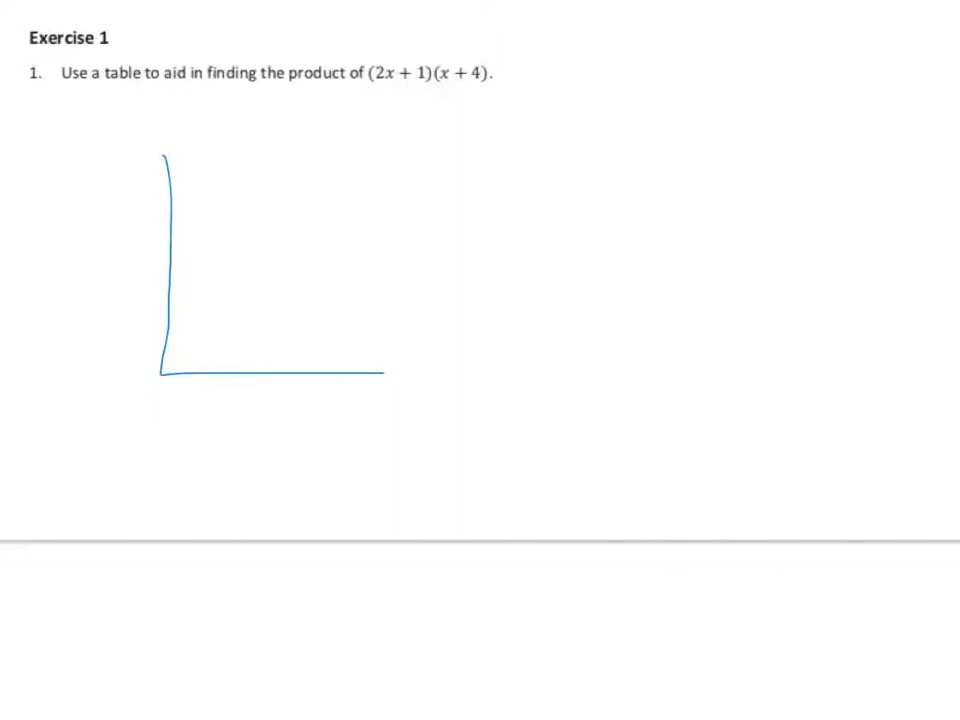 Exercise 1
1. Use a table to aid in finding the product of (2x + 1)(x + 4).